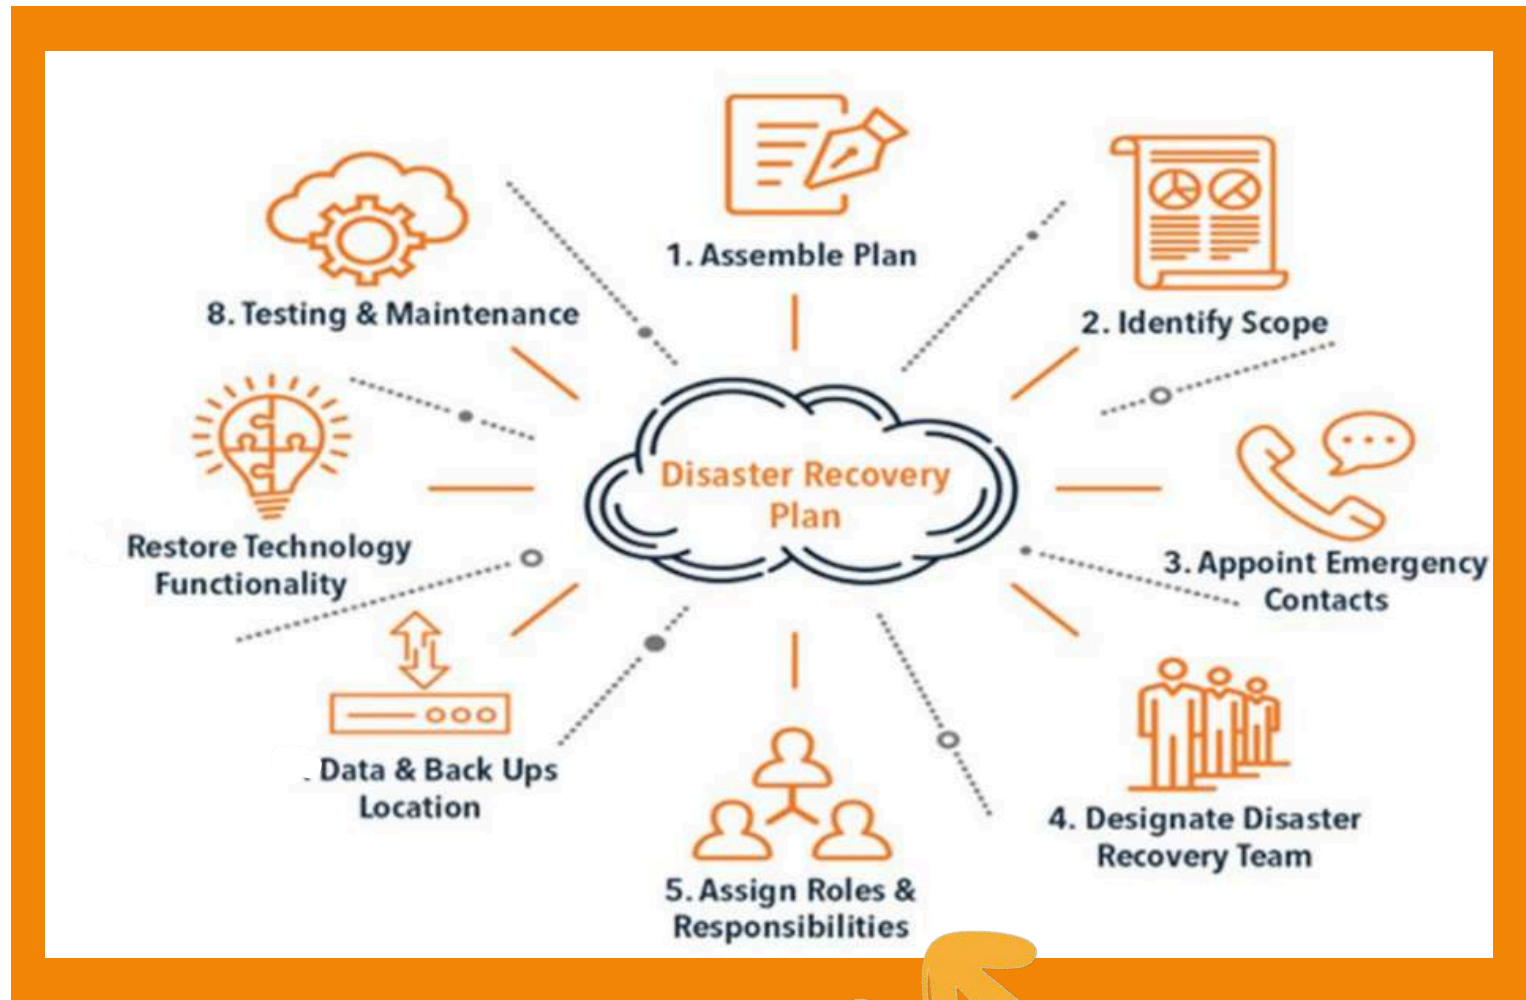 Disaster Recovery
Plan
1. Assemble Plan
2. Identify Scope
3. Appoint Emergency
Contacts
4. Designate Disaster
Recovery Team
5. Assign Roles &
Responsibilities
. Data & Back Ups
Location
Restore Technology
Functionality
8. Testing & Maintenance